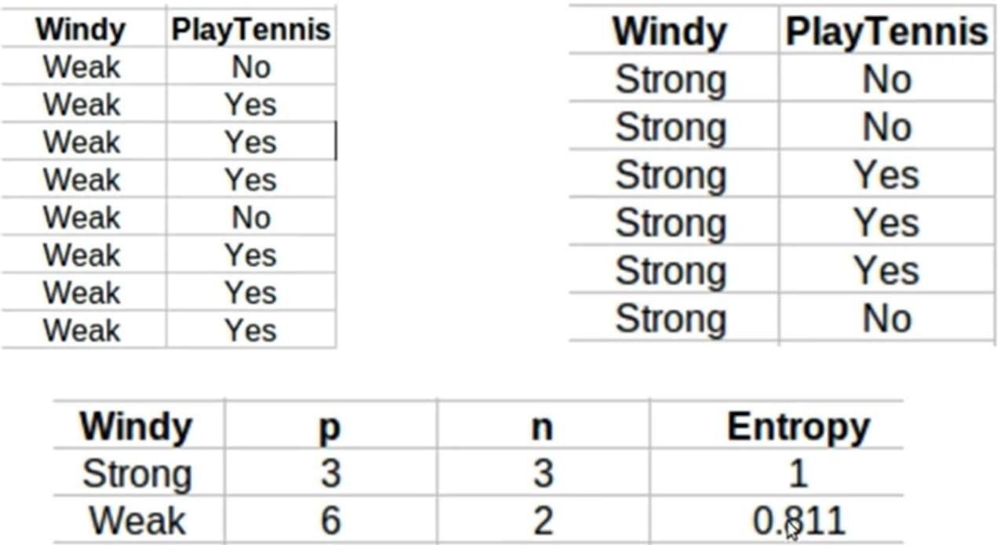 Windy PlayTennis
Weak No
Weak Yes
Weak Yes
Weak Yes
Weak No
Weak Yes
Weak Yes
Weak Yes
Windy PlayTennis
Strong No
Strong No
Strong Yes
Strong Yes
Strong Yes
Strong No
Windy p n Entropy
Strong 3 3 1
Weak 6 2 0.811